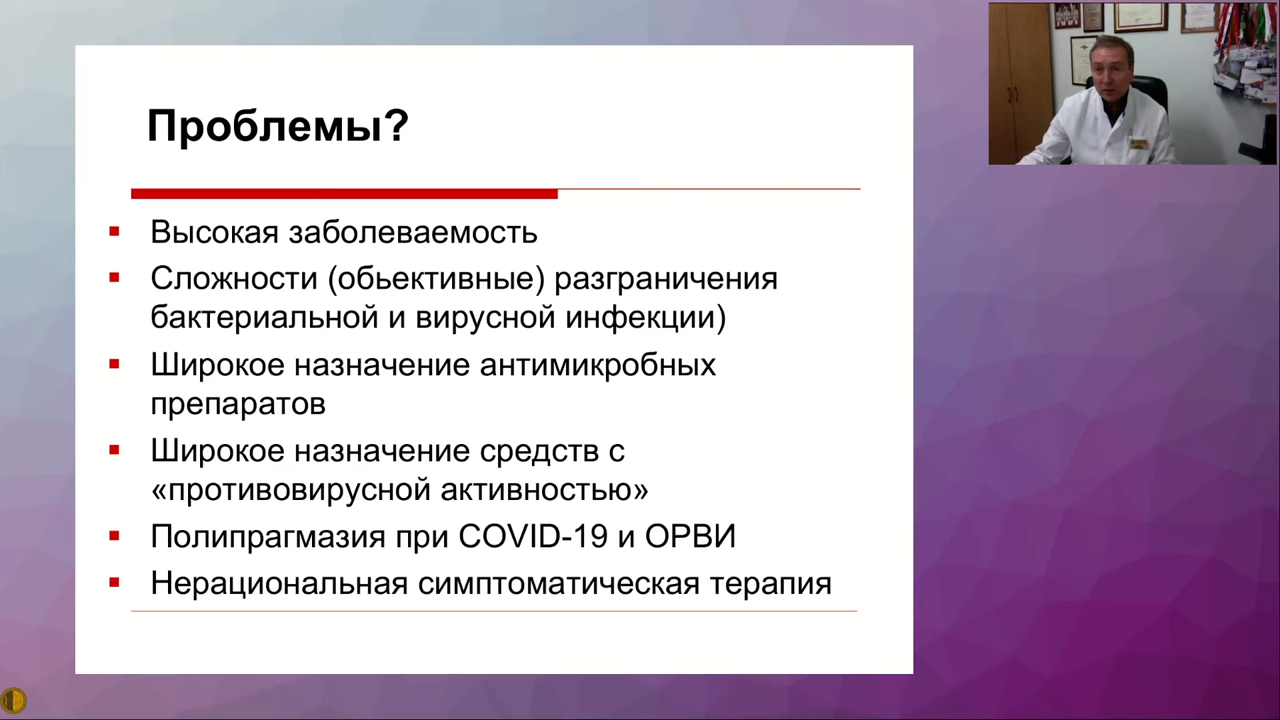 Проблемы?
Высокая заболеваемость
Сложности (обьективные) разграничения
бактериальной и вирусной инфекции)
Широкое назначение антимикробных
препаратов
Широкое назначение средств с
«противовирусной активностью»
Полипрагмазия при COVID-19 и ОРВИ
Нерациональная симптоматическая терапия